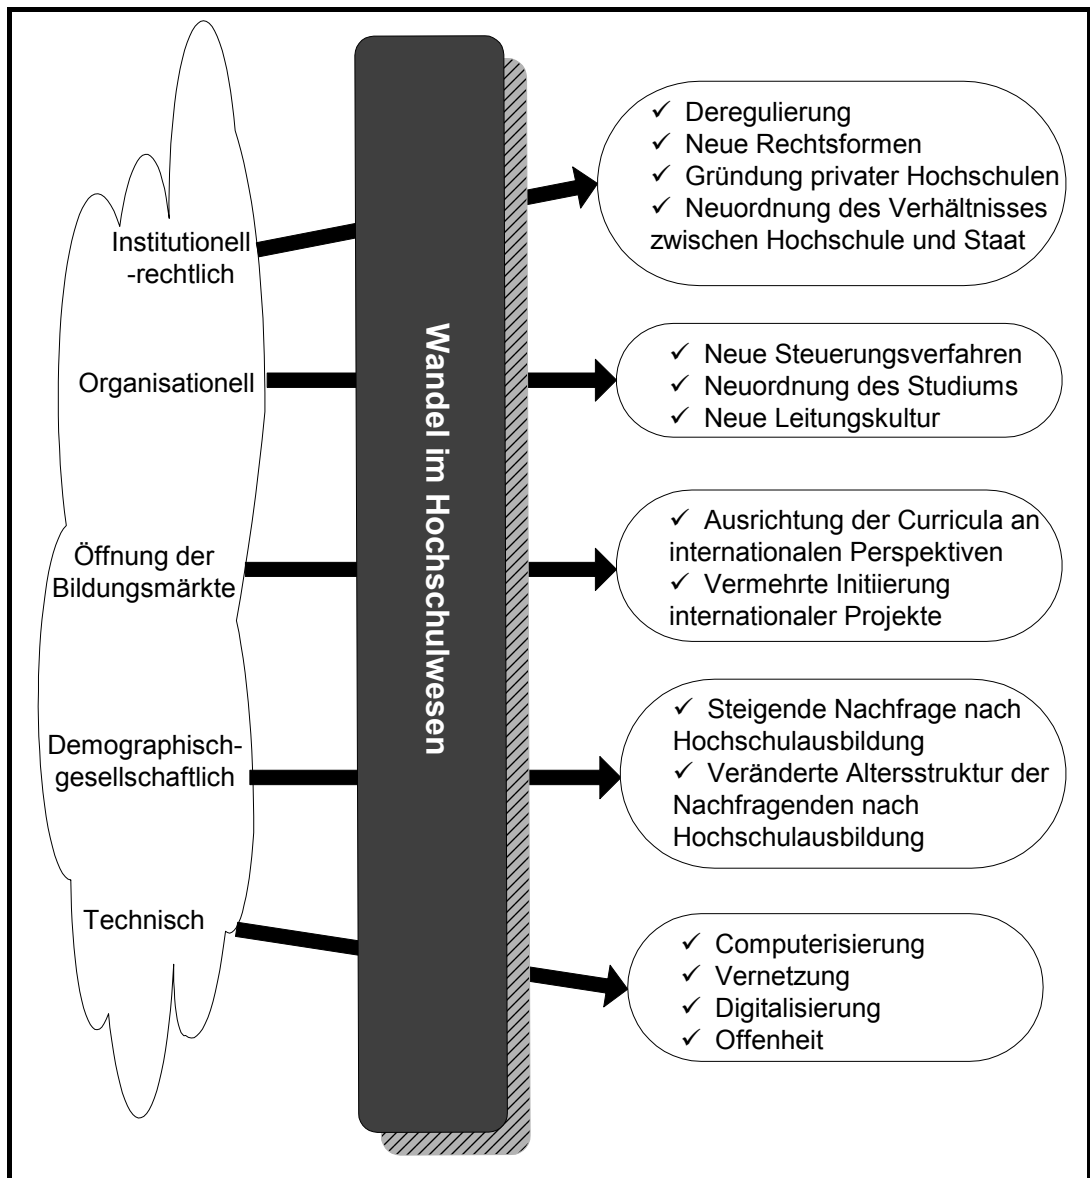 Institutionell
-rechtlich
Organisationell
Öffnung der
Bildungsmärkte
Demographisch-
gesellschaftlich
Technisch
Wandel im Hochschulwesen
✓ Deregulierung
✓ Neue Rechtsformen
✓ Gründung privater Hochschulen
✓ Neuordnung des Verhältnisses
zwischen Hochschule und Staat
✓ Neue Steuerungsverfahren
✓ Neuordnung des Studiums
✓ Neue Leitungskultur
✓ Ausrichtung der Curricula an
internationalen Perspektiven
✓ Vermehrte Initiierung
internationaler Projekte
✓ Steigende Nachfrage nach
Hochschulausbildung
✓ Veränderte Altersstruktur der
Nachfragenden nach
Hochschulausbildung
✓ Computerisierung
✓ Vernetzung
✓ Digitalisierung
✓ Offenheit